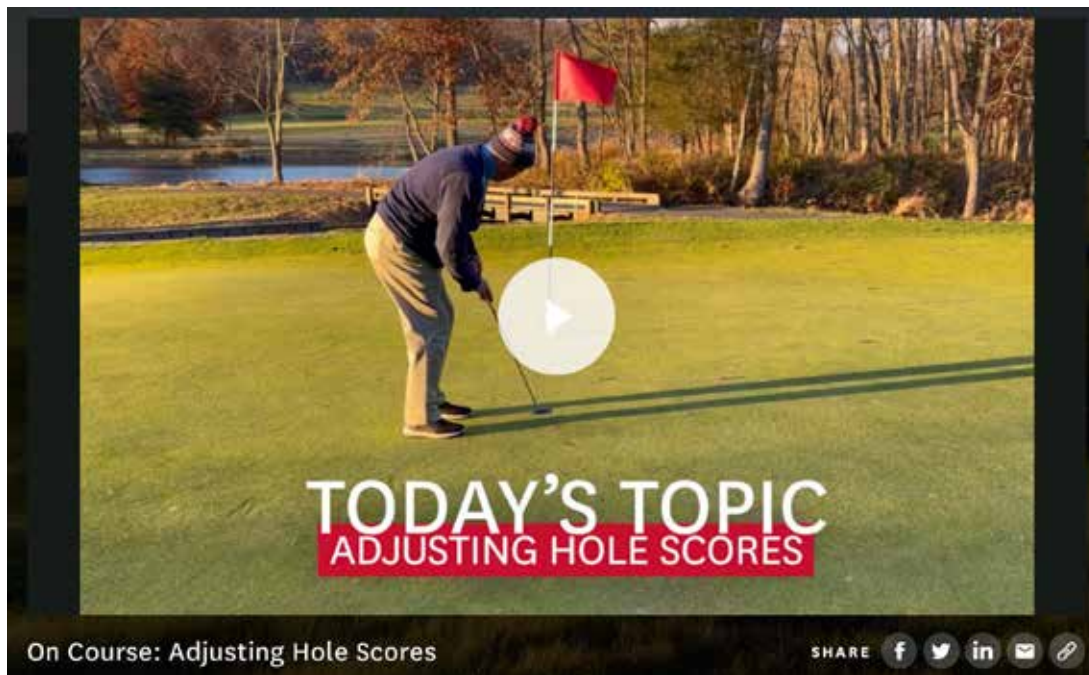 TODAY'S TOPIC
ADJUSTING HOLE SCORES
On Course: Adjusting Hole Scores
SHARE